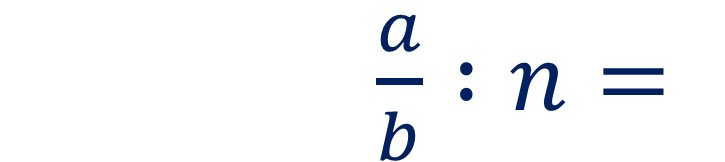 a/b : n =